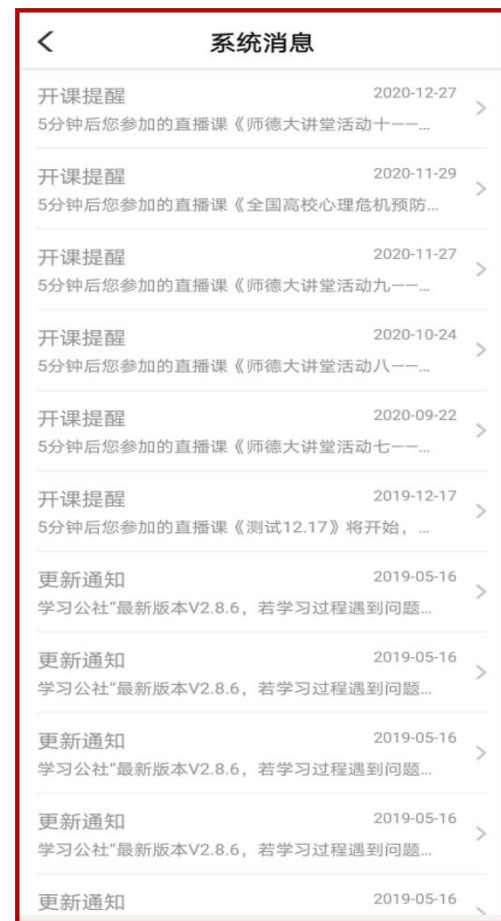 系统消息
开课提醒 2020-12-27
5分钟后您参加的直播课《师德大讲堂活动十——...
开课提醒 2020-11-29
5分钟后您参加的直播课《全国高校心理危机预防...
开课提醒 2020-11-27
5分钟后您参加的直播课《师德大讲堂活动九——...
开课提醒 2020-10-24
5分钟后您参加的直播课《师德大讲堂活动八——...
开课提醒 2020-09-22
5分钟后您参加的直播课《师德大讲堂活动七——...
开课提醒 2019-12-17
5分钟后您参加的直播课《测试12.17》将开始，...
更新通知 2019-05-16
学习公社“最新版本V2.8.6，若学习过程遇到问题...
更新通知 2019-05-16
学习公社“最新版本V2.8.6，若学习过程遇到问题...
更新通知 2019-05-16
学习公社“最新版本V2.8.6，若学习过程遇到问题...
更新通知 2019-05-16
学习公社“最新版本V2.8.6，若学习过程遇到问题...
更新通知 2019-05-16